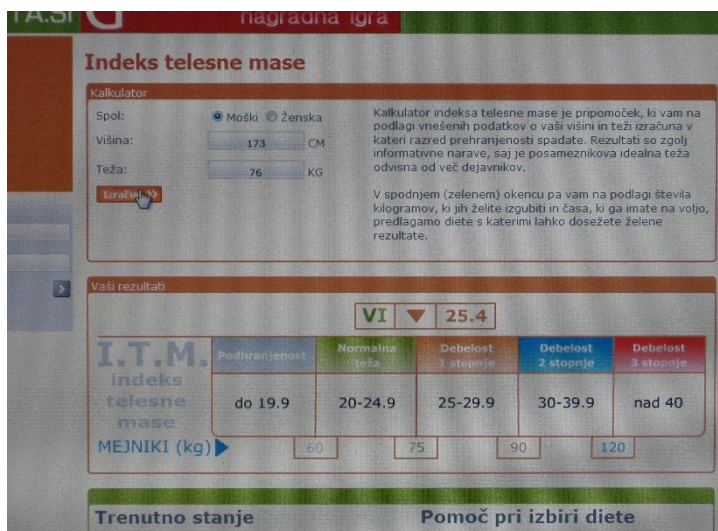 TA.SI
nagradna igra
Indeks telesne mase
Kalkulator
Spol:
Moški
Ženska
Višina:
173
CM
Teža:
76
KG
Izračunaj >>
Kalkulator indeksa telesne mase je pripomoček, ki vam na
podlagi vnešenih podatkov o vaši višini in teži izračuna v
kateri razred prehranjenosti spadate. Rezultati so zgolj
informativne narave, saj je posameznikova idealna teža
odvisna od več dejavnikov.
V spodnjem (zelenem) okencu pa vam na podlagi števila
kilogramov, ki jih želite izgubiti in časa, ki ga imate na voljo,
predlagamo diete s katerimi lahko dosežete želene
rezultate.
Vaši rezultati
VI
25.4
I.T.M.
indeks
telesne
mase
Podhranjenost
Normalna
teža
Debelost
1 stopnje
Debelost
2 stopnje
Debelost
3 stopnje
do 19.9
20-24.9
25-29.9
30-39.9
nad 40
MEJNIKI (kg)
60
75
90
120
Trenutno stanje
Pomoč pri izbiri diete